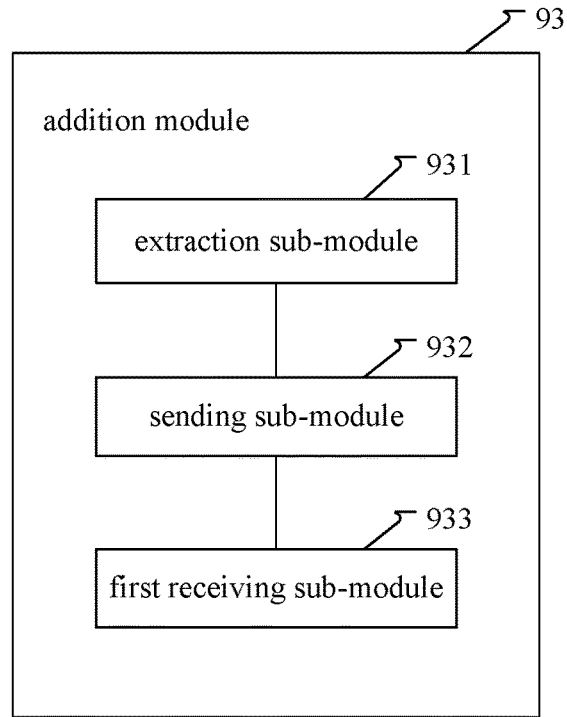 93
addition module
931
extraction sub-module
932
sending sub-module
933
first receiving sub-module